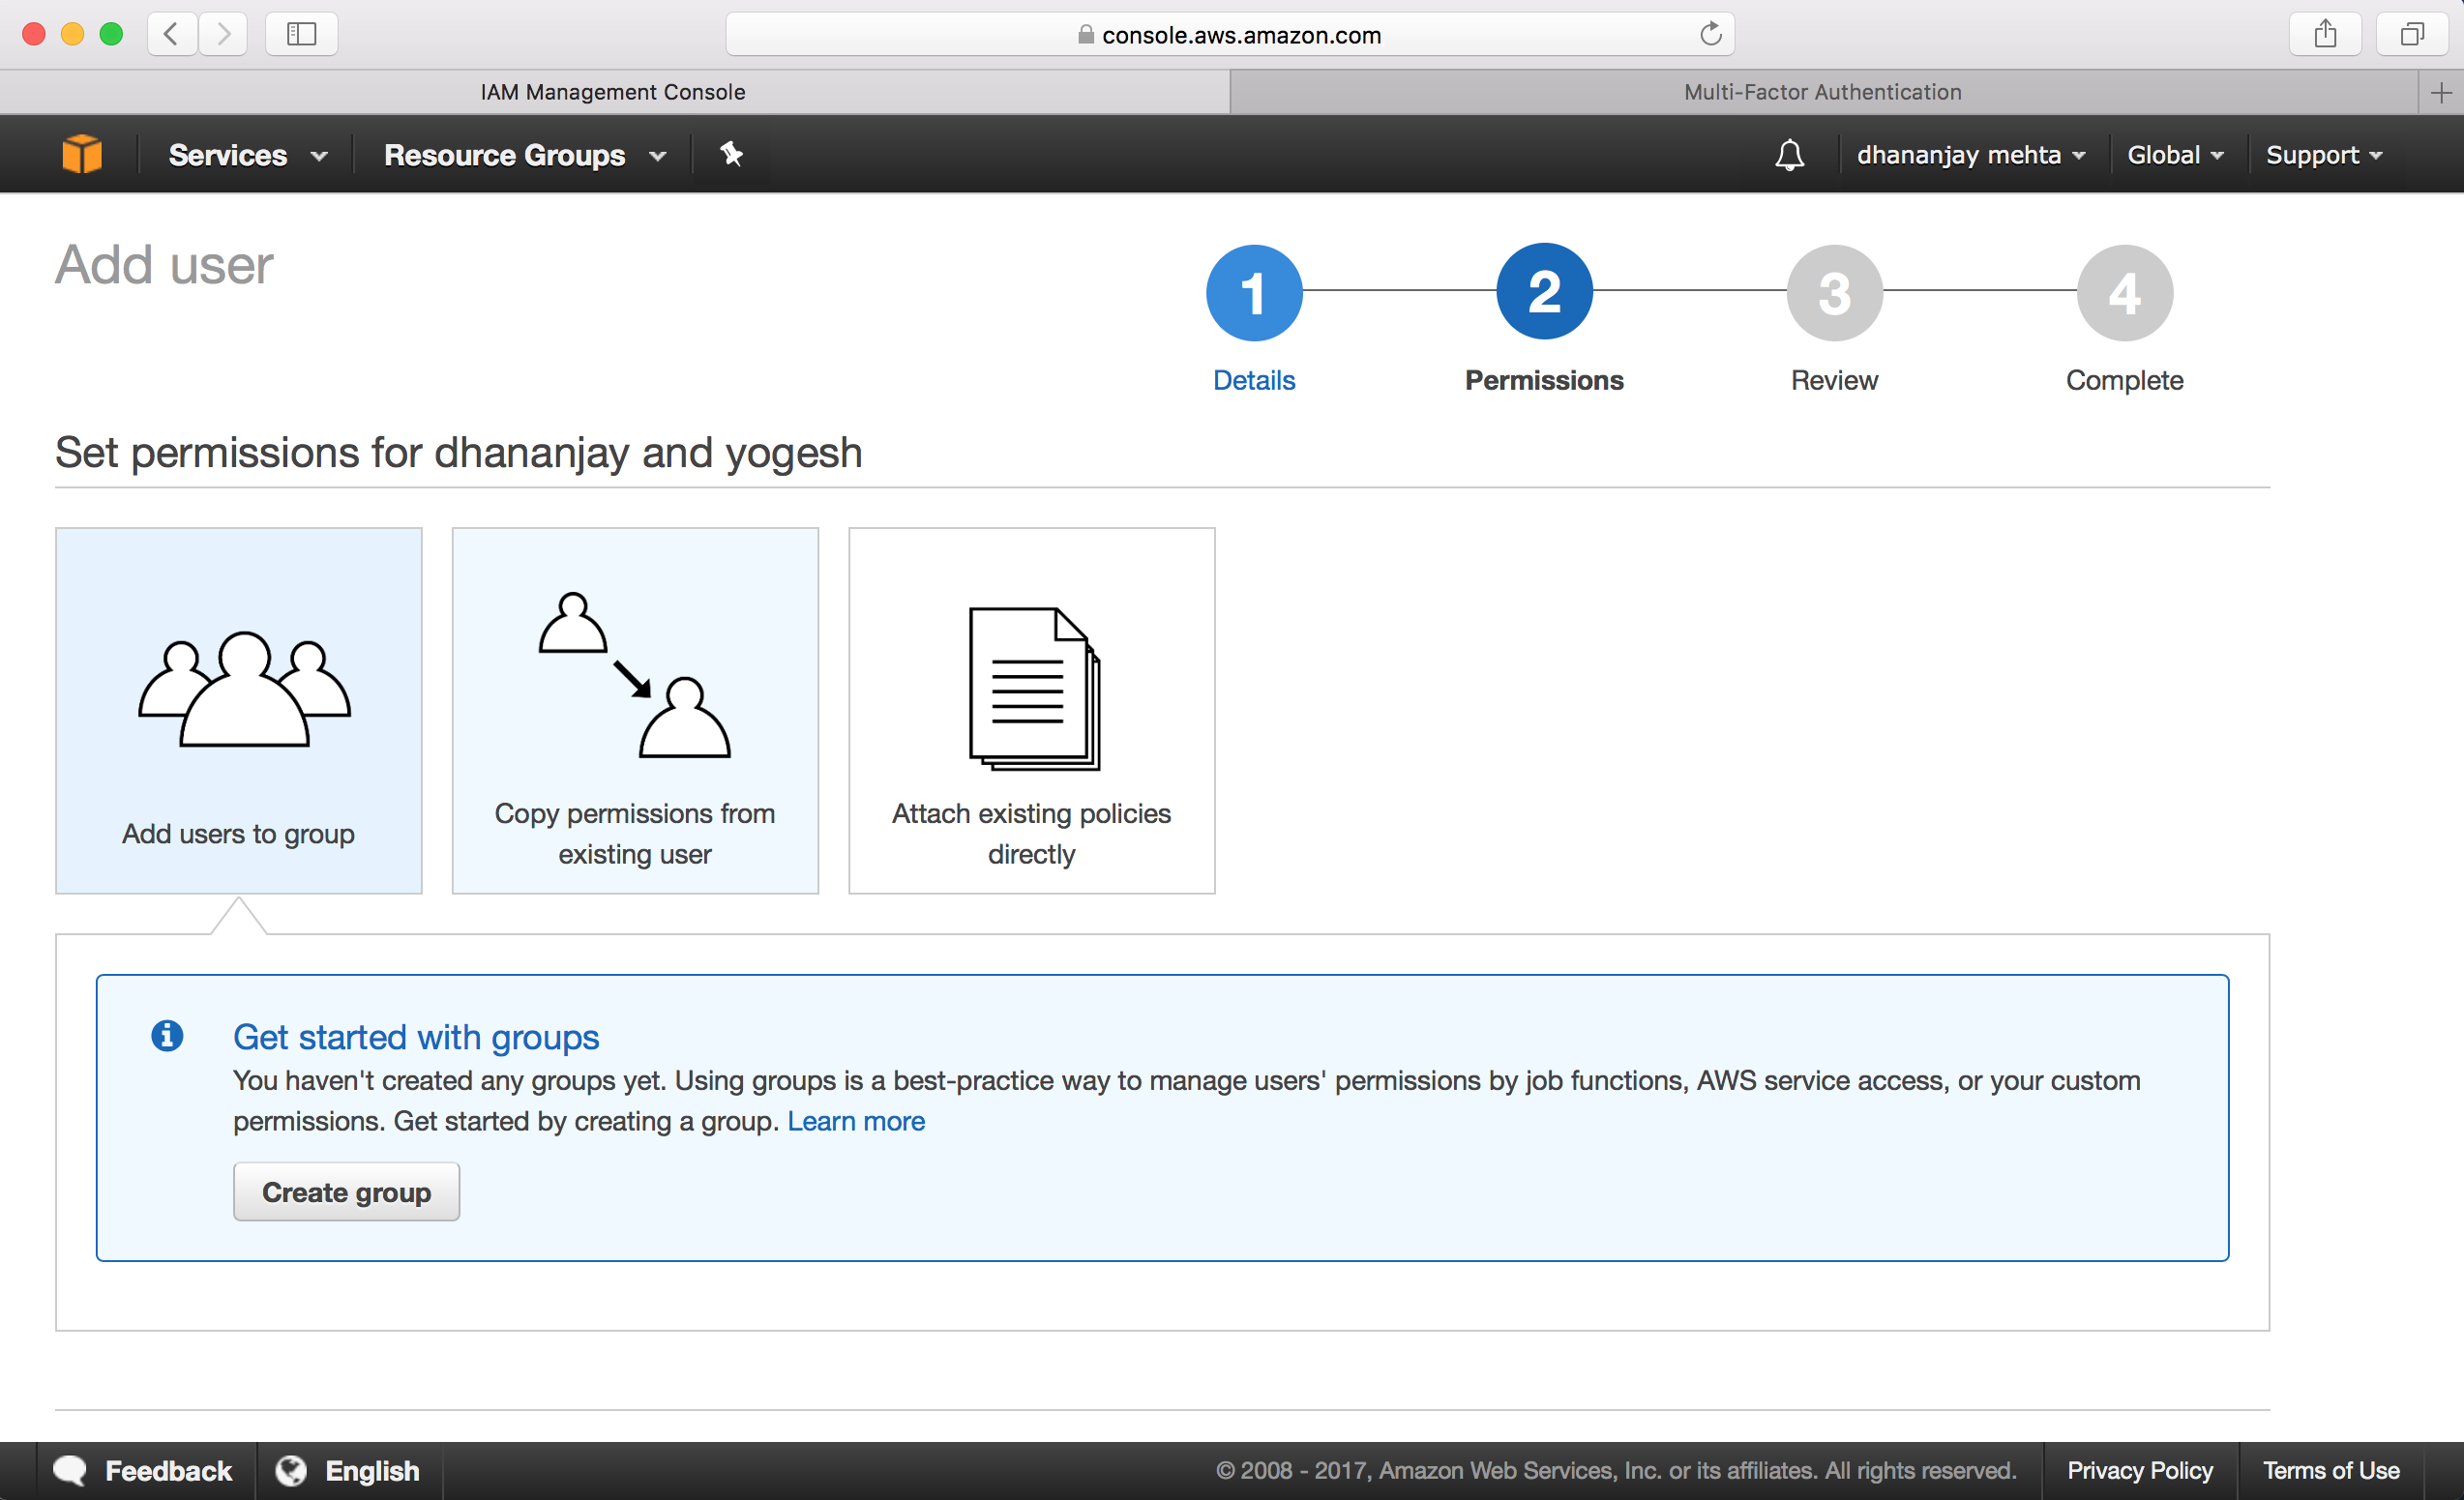 console.aws.amazon.com
IAM Management Console
Multi-Factor Authentication
Services
Resource Groups
dhananjay mehta
Global
Support
Add user
1
2
3
4
Details
Permissions
Review
Complete
Set permissions for dhananjay and yogesh
Add users to group
Copy permissions from
existing user
Attach existing policies
directly
Get started with groups
You haven't created any groups yet. Using groups is a best-practice way to manage users' permissions by job functions, AWS service access, or your custom
permissions. Get started by creating a group. Learn more
Create group
Feedback
English
© 2008 - 2017, Amazon Web Services, Inc. or its affiliates. All rights reserved.
Privacy Policy
Terms of Use